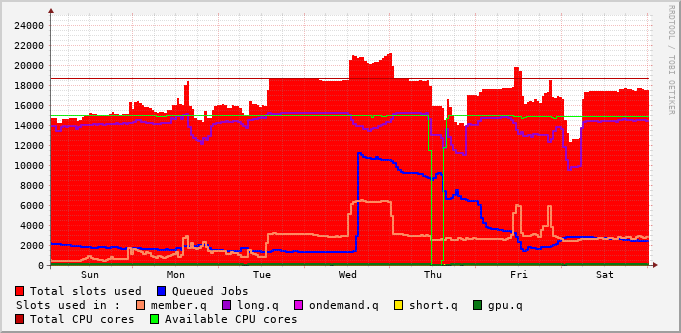 24000
22000
20000
18000
16000
14000
12000
10000
8000
6000
4000
2000
0
Sun Mon Tue Wed Thu Fri Sat
Total slots used Queued Jobs
Slots used in : member.q long.q ondemand.q short.q gpu.q
Total CPU cores Available CPU cores
RRDTOOL / TOBI OETIKER